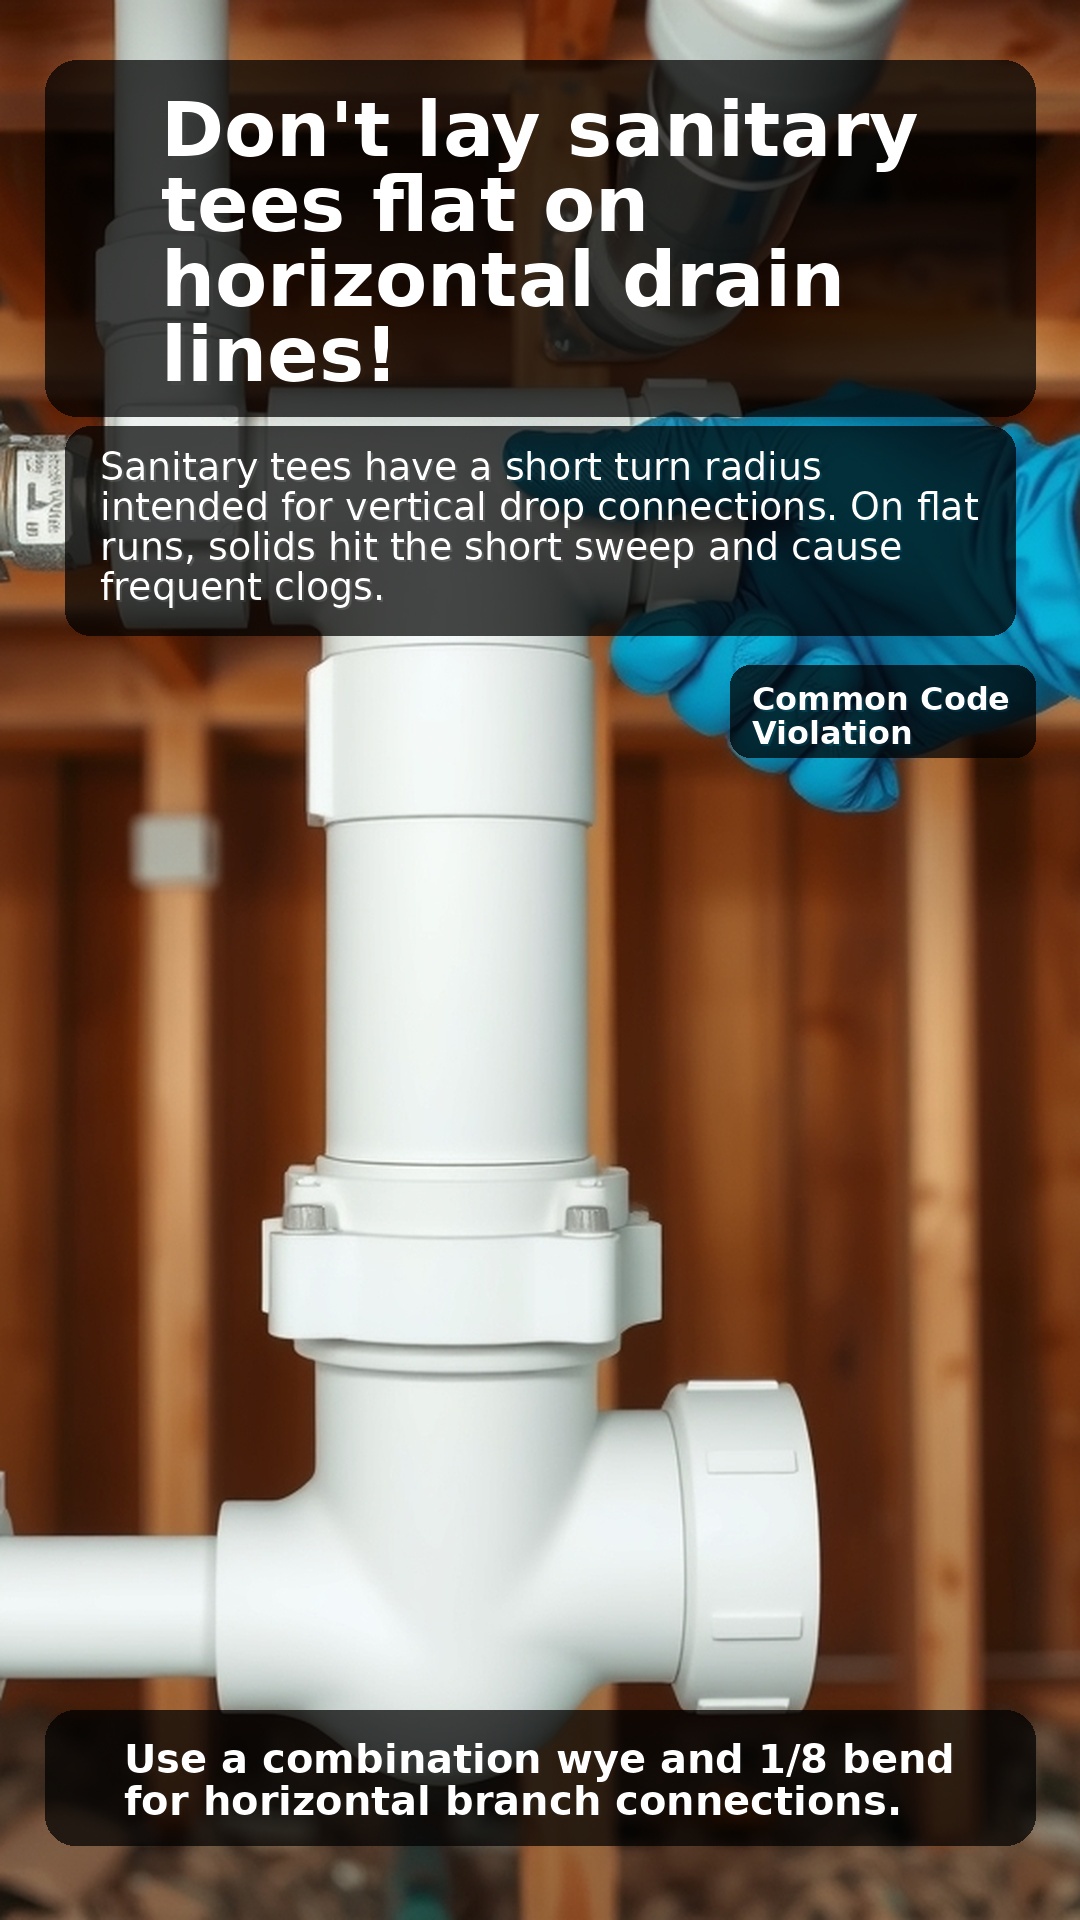 Don't lay sanitary
tees flat on
horizontal drain
lines!
Sanitary tees have a short turn radius
intended for vertical drop connections. On flat
runs, solids hit the short sweep and cause
frequent clogs.
Common Code
Violation
Use a combination wye and 1/8 bend
for horizontal branch connections.